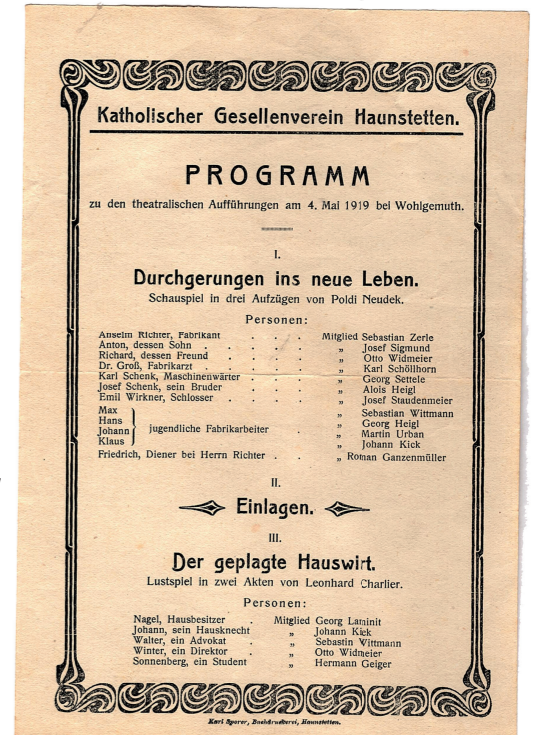 Katholischer Gesellenverein Haunstetten.
PROGRAMM
zu den theatralischen Aufführungen am 4. Mai 1919 bei Wohlgemuth.
I.
Durchgerungen ins neue Leben.
Schauspiel in drei Aufzügen von Poldi Neudek.
Personen:
Anselm Richter, Fabrikant . . . . Mitglied Sebastian Zerle
Anton, dessen Sohn . . . . . „ Josef Sigmund
Richard, dessen Freund . . . . „ Otto Widmeier
Dr. Groß, Fabrikarzt . . . . . „ Karl Schöllhorn
Karl Schenk, Maschinenwärter . . . „ Georg Settele
Josef Schenk, sein Bruder . . . . „ Alois Heigl
Emil Wirkner, Schlosser . . . . „ Josef Staudenmeier
Max „ Sebastian Wittmann
Hans „ Georg Heigl
Johann } jugendliche Fabrikarbeiter . „ Martin Urban
Klaus „ Johann Kick
Friedrich, Diener bei Herrn Richter . . „ Roman Ganzenmüller
II.
Einlagen.
III.
Der geplagte Hauswirt.
Lustspiel in zwei Akten von Leonhard Charlier.
Personen:
Nagel, Hausbesitzer . Mitglied Georg Laminit
Johann, sein Hausknecht „ Johann Kick
Walter, ein Advokat . „ Sebastin Wittmann
Winter, ein Direktor . „ Otto Widmeier
Sonnenberg, ein Student „ Hermann Geiger
Karl Sporer, Buchdruckerei, Haunstetten.